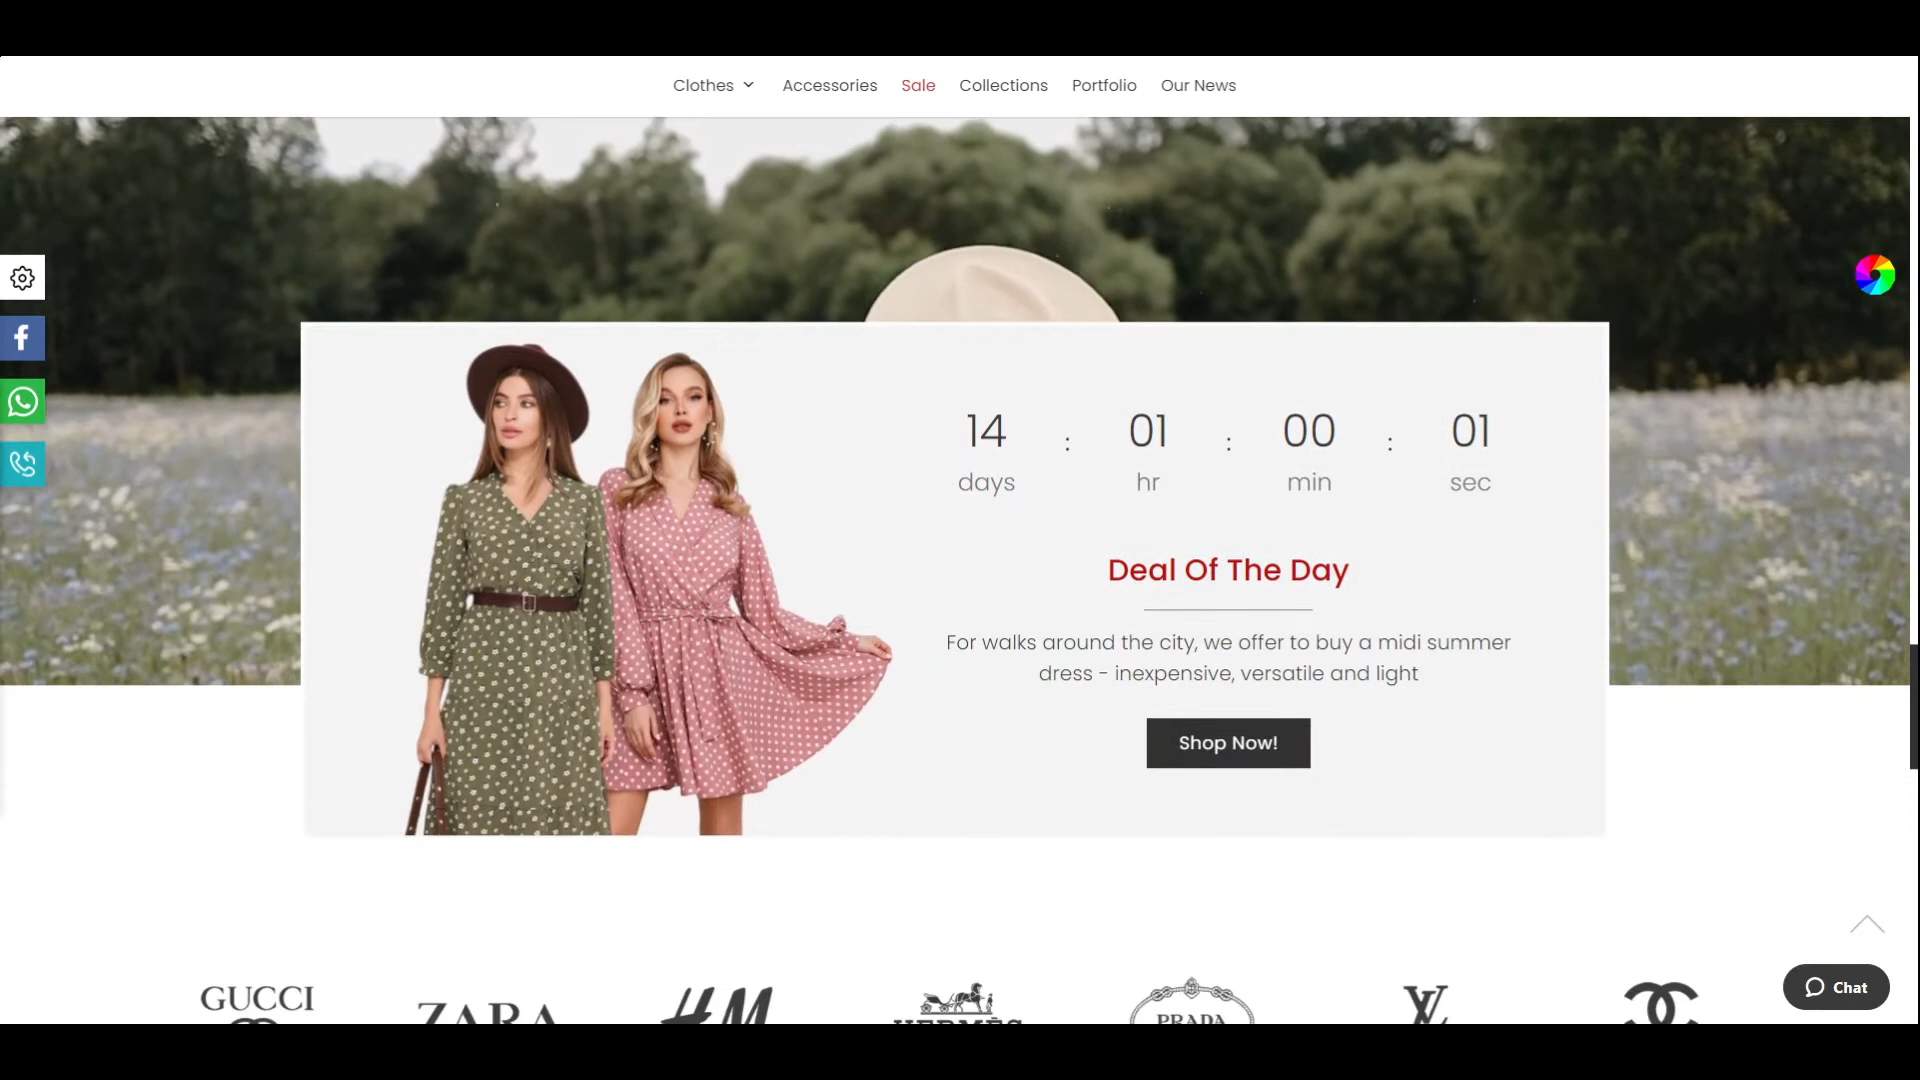 Clothes Accessories Sale Collections Portfolio Our News
14 : 01 : 00 : 01
days hr min sec
Deal Of The Day
For walks around the city, we offer to buy a midi summer
dress - inexpensive, versatile and light
Shop Now!
GUCCI ZARA H&M HERMÈS PRADA LV
Chat